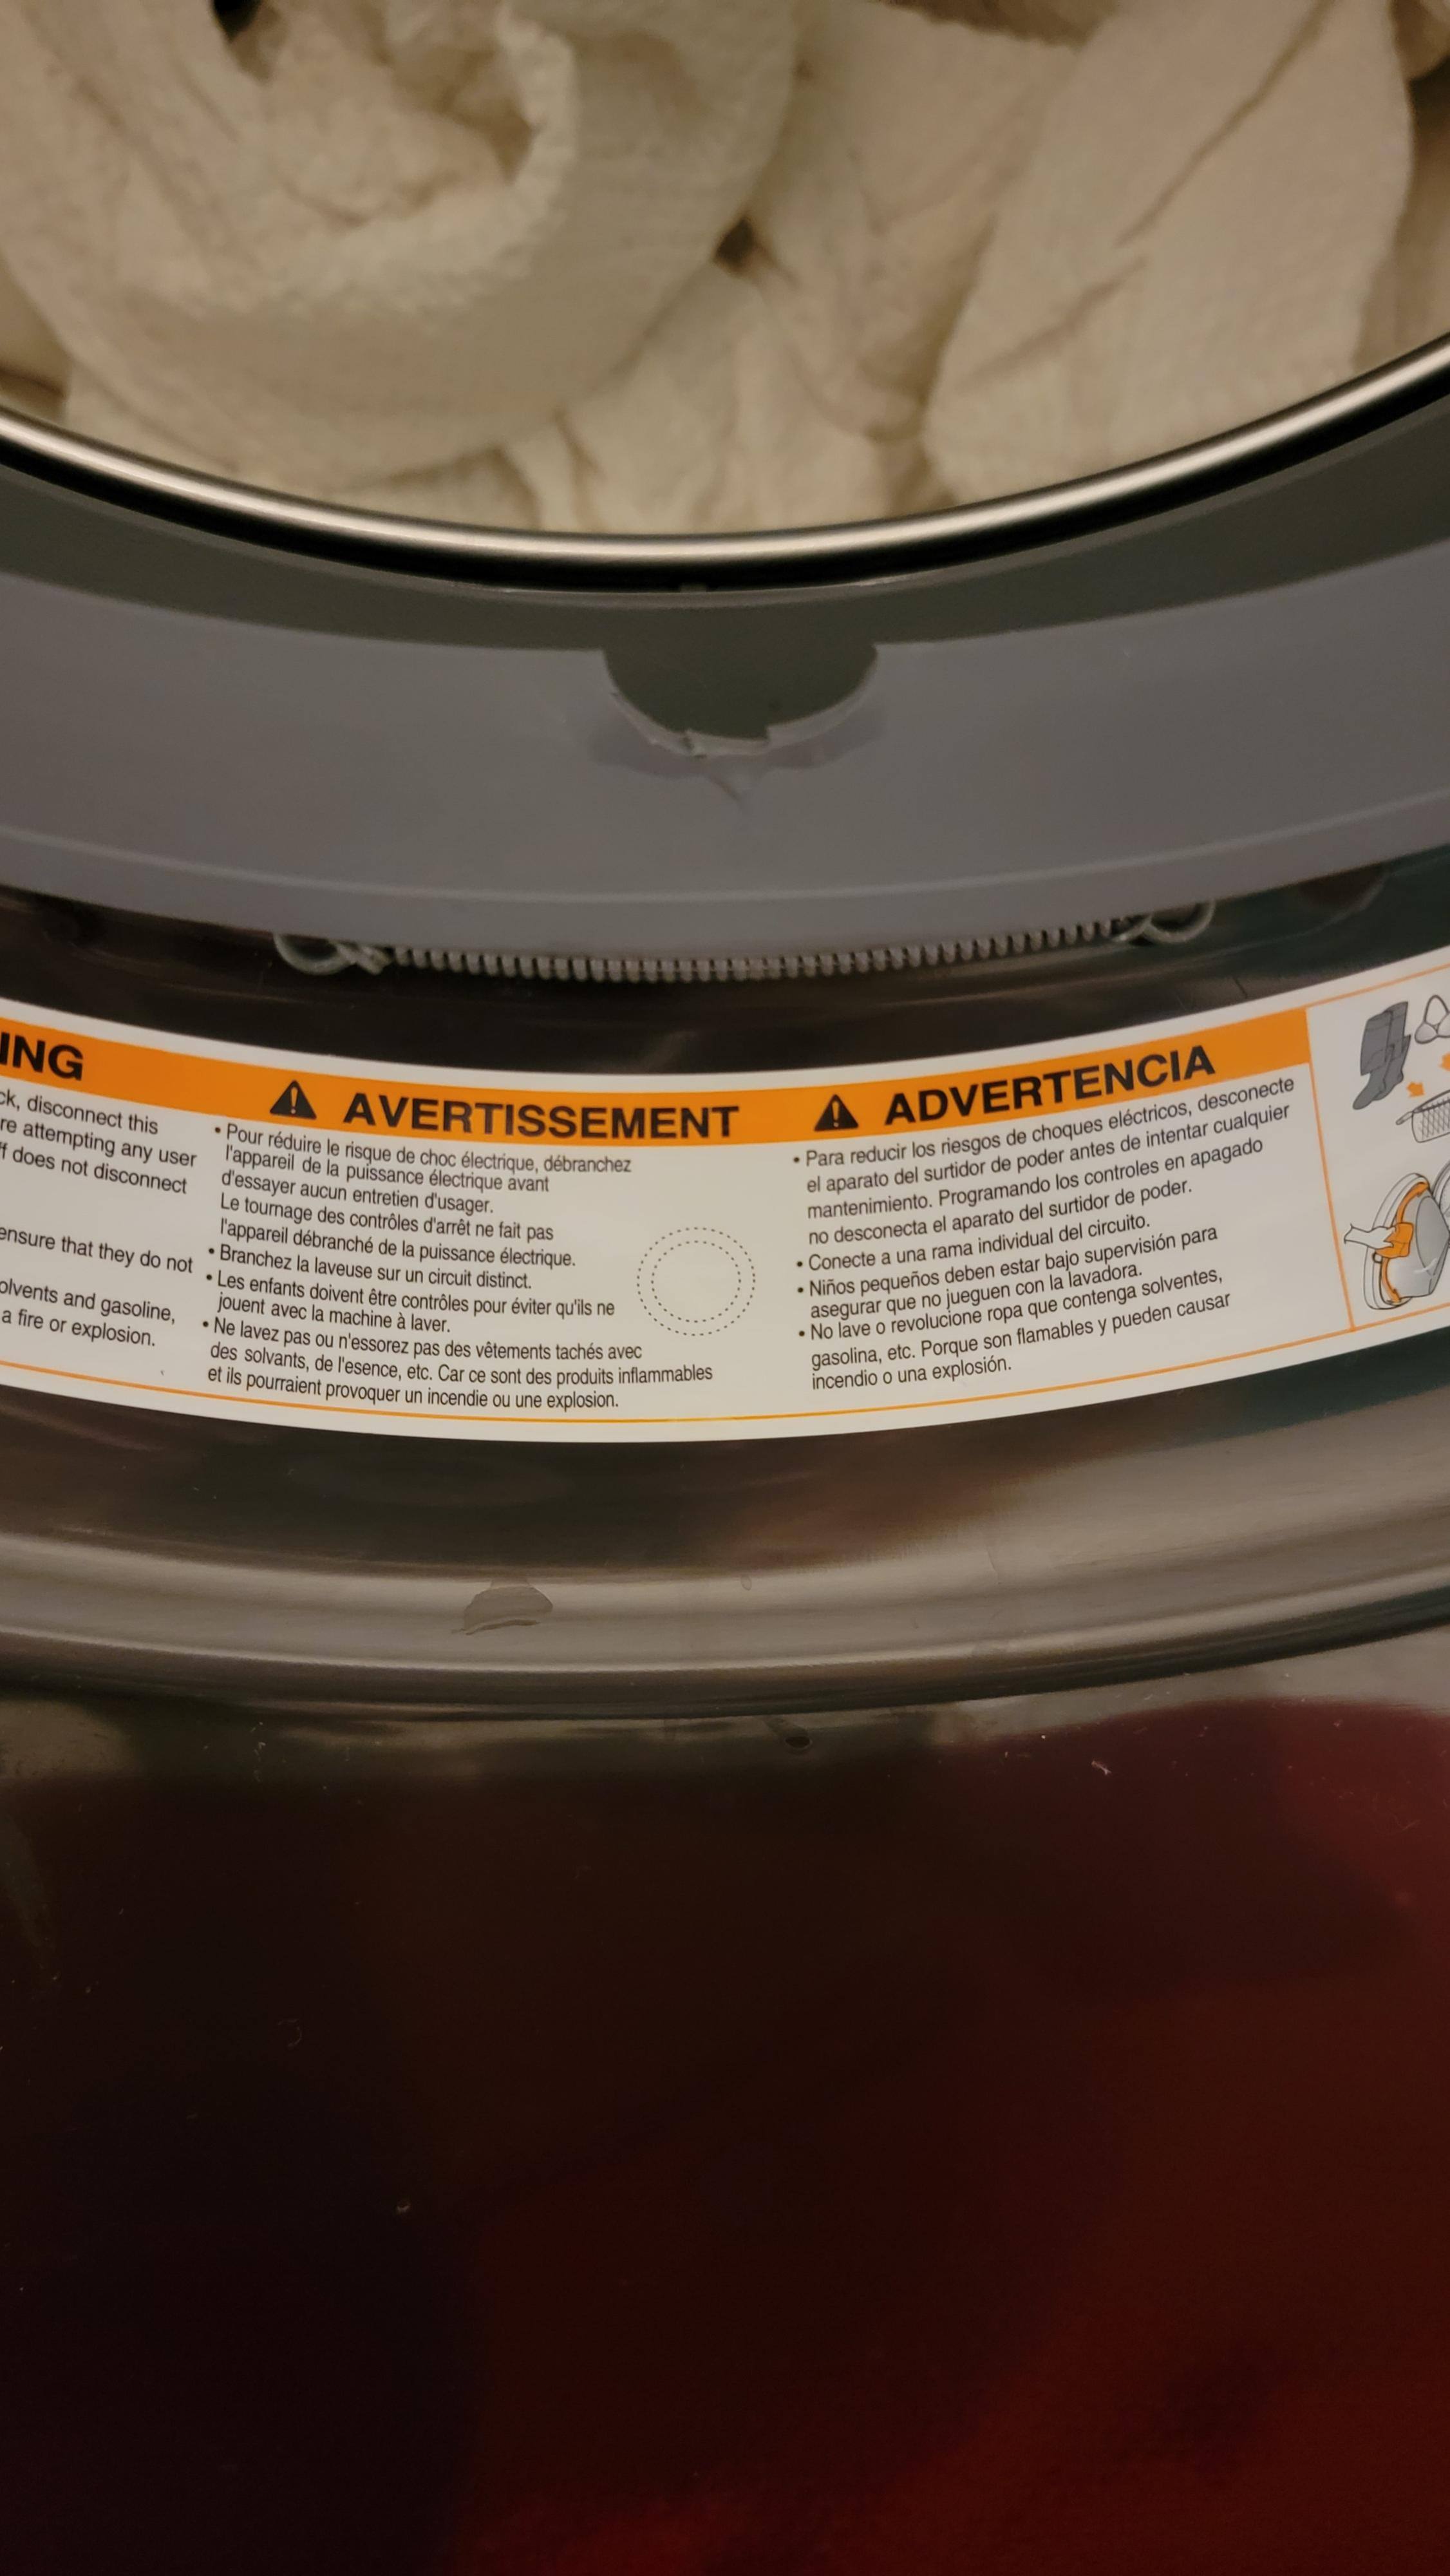 ING
ck, disconnect this
re attempting any user
f does not disconnect
ensure that they do not
olvents and gasoline,
a fire or explosion.
AVERTISSEMENT
• Pour réduire le risque de choc électrique, débranchez
l'appareil de la puissance électrique avant
d'essayer aucun entretien d'usager.
Le tournage des contrôles d'arrêt ne fait pas
l'appareil débranché de la puissance électrique.
• Branchez la laveuse sur un circuit distinct.
• Les enfants doivent être contrôles pour éviter qu'ils ne
jouent avec la machine à laver.
• Ne lavez pas ou n'essorez pas des vêtements tachés avec
des solvants, de l'esence, etc. Car ce sont des produits inflammables
et ils pourraient provoquer un incendie ou une explosion.
ADVERTENCIA
• Para reducir los riesgos de choques eléctricos, desconecte
el aparato del surtidor de poder antes de intentar cualquier
mantenimiento. Programando los controles en apagado
no desconecta el aparato del surtidor de poder.
• Conecte a una rama individual del circuito.
• Niños pequeños deben estar bajo supervisión para
asegurar que no jueguen con la lavadora.
• No lave o revolucione ropa que contenga solventes,
gasolina, etc. Porque son flamables y pueden causar
incendio o una explosión.